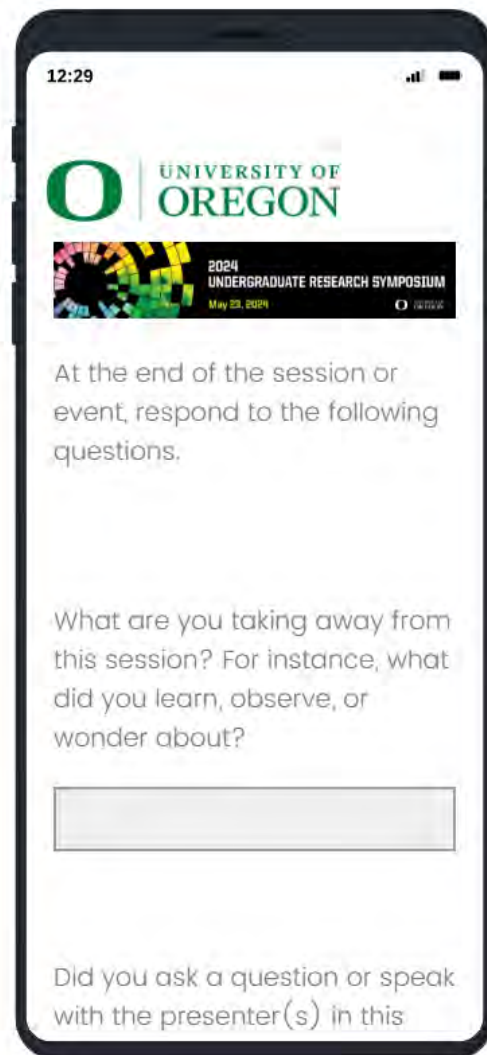 12:29
O
UNIVERSITY OF
OREGON
2024
UNDERGRADUATE RESEARCH SYMPOSIUM
May 23, 2024
O
At the end of the session or
event, respond to the following
questions.
What are you taking away from
this session? For instance, what
did you learn, observe, or
wonder about?
Did you ask a question or speak
with the presenter(s) in this